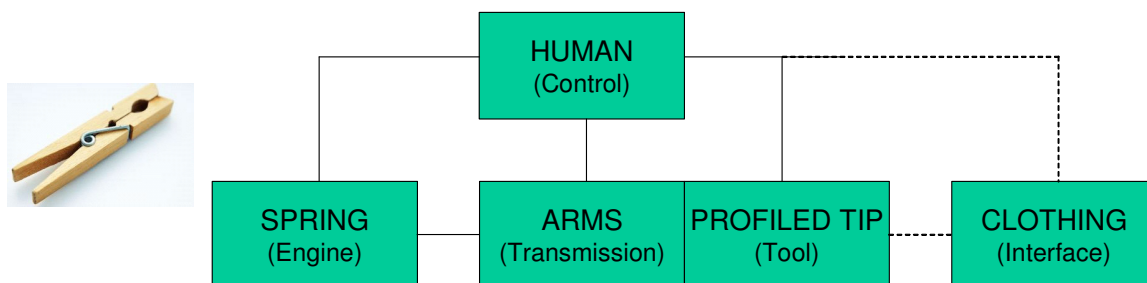 HUMAN
(Control)
SPRING
(Engine)
ARMS
(Transmission)
PROFILED TIP
(Tool)
CLOTHING
(Interface)